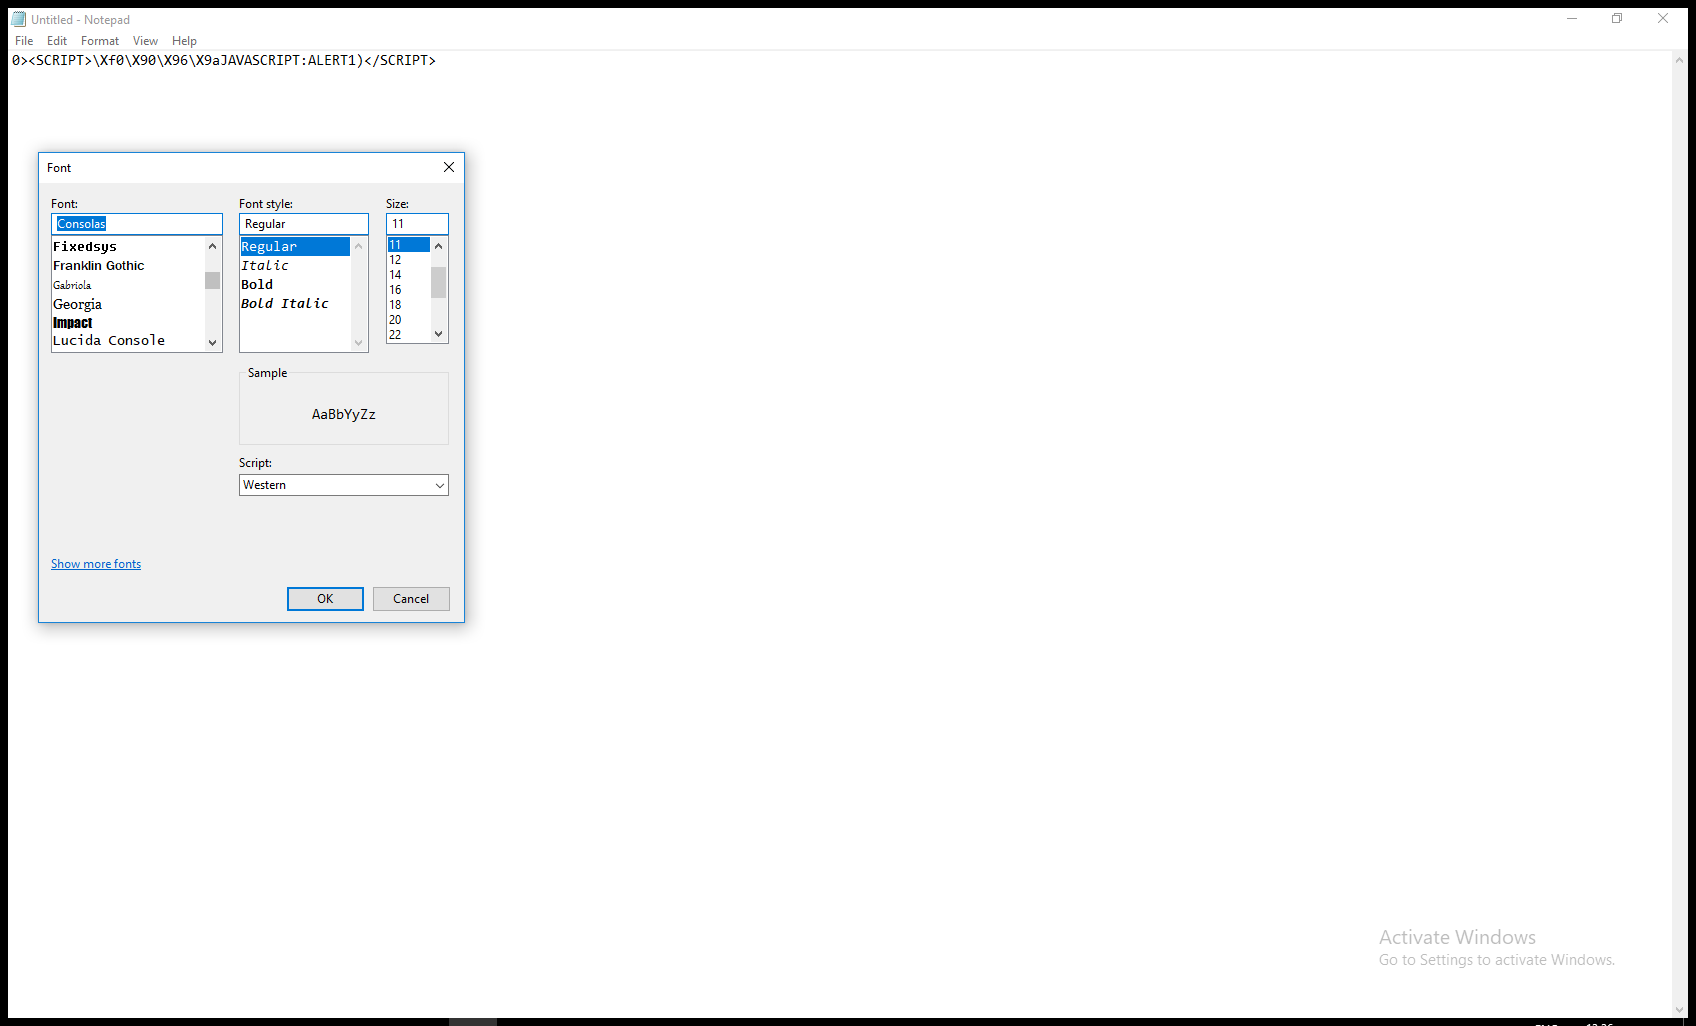 Untitled - Notepad
File Edit Format View Help
0><SCRIPT>\Xf0\X90\X96\X9aJAVASCRIPT:ALERT1)</SCRIPT>
Font
Font: Font style: Size:
Consolas Regular 11
Fixedsys
Franklin Gothic
Gabriola
Georgia
Impact
Lucida Console
Regular
Italic
Bold
Bold Italic
11
12
14
16
18
20
22
Sample
AaBbYyZz
Script:
Western
Show more fonts
OK Cancel
Activate Windows
Go to Settings to activate Windows.